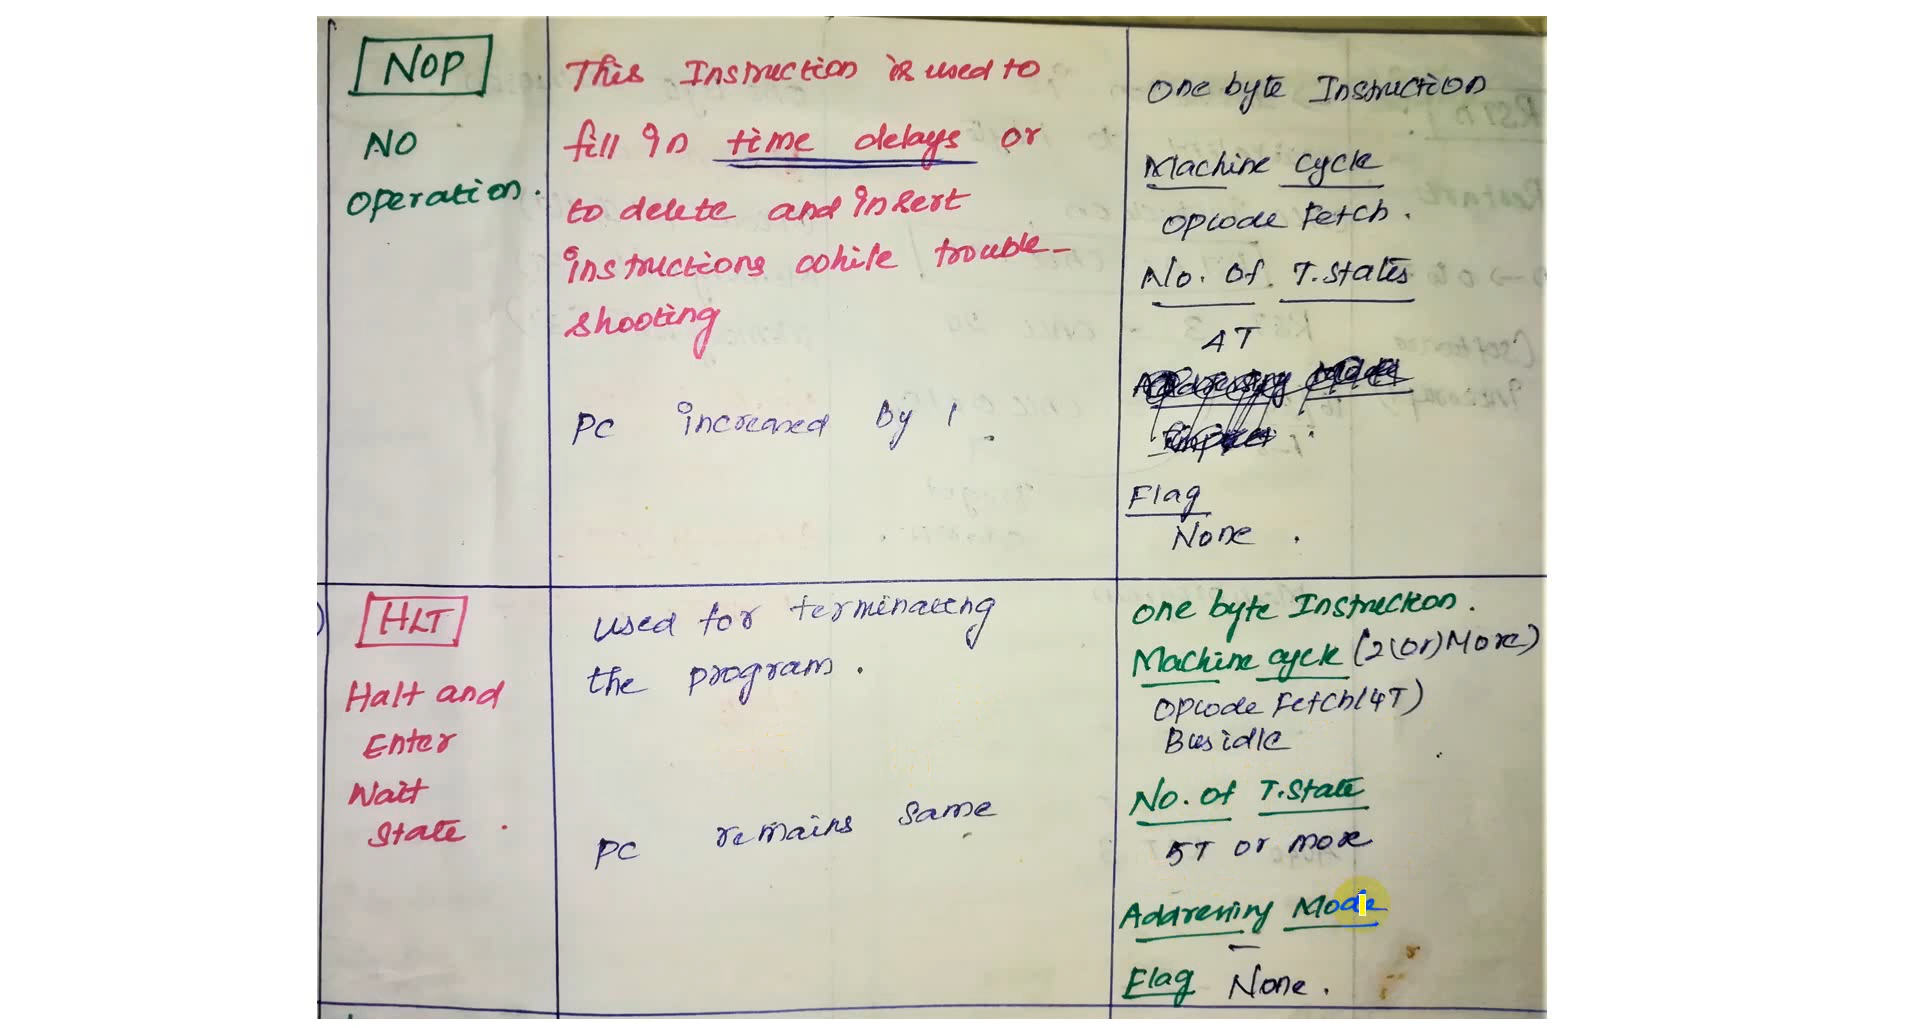 NOP
NO
Operation.
This Instruction is used to
fill in time delays or
to delete and insert
instructions while trouble-
shooting
PC increased by 1.
One byte Instruction
Machine cycle
Opcode Fetch.
No. of T.States
4T
Flag
None.
HLT
Halt and
Enter
Wait
State.
Used for terminating
the program.
PC remains same
One byte Instruction.
Machine cycle (2(or)More)
Opcode Fetch(4T)
Bus idle
No. of T.State
5T or more
Addressing Mode
-
Flag None.